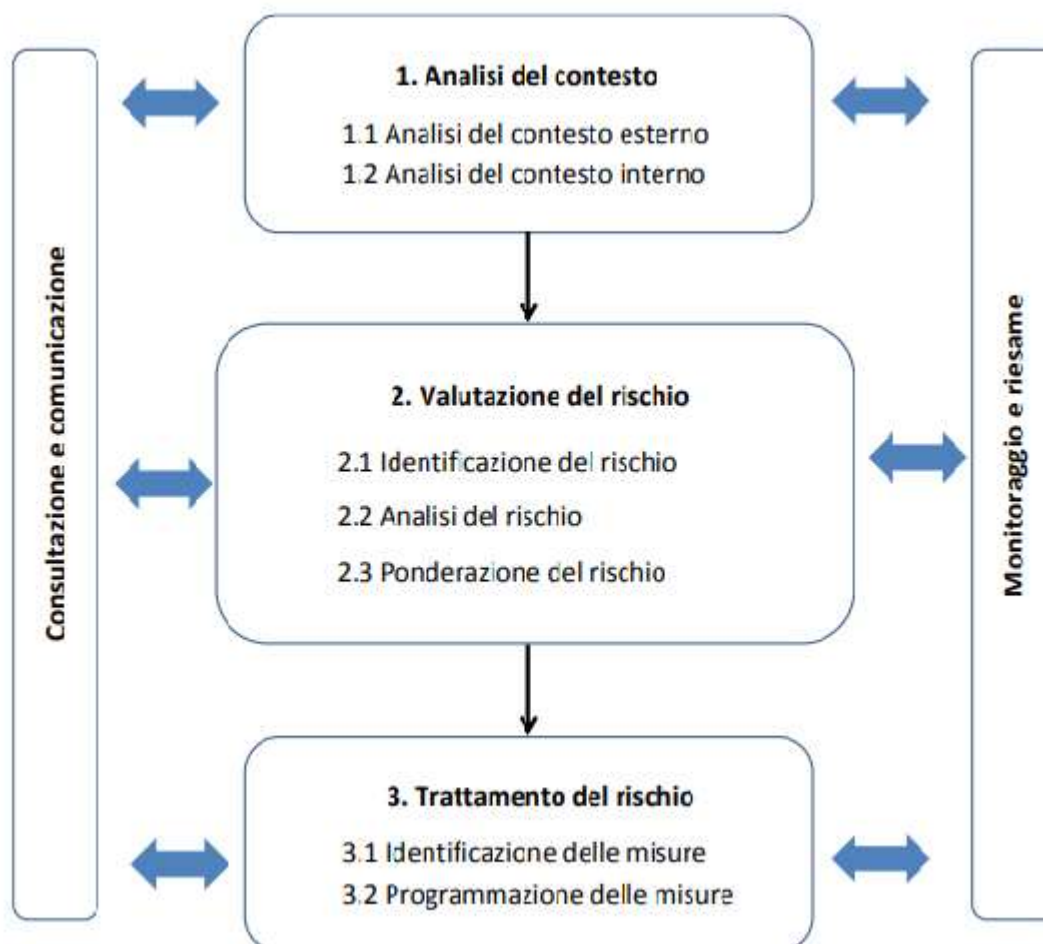 Consultazione e comunicazione
1. Analisi del contesto
1.1 Analisi del contesto esterno
1.2 Analisi del contesto interno
2. Valutazione del rischio
2.1 Identificazione del rischio
2.2 Analisi del rischio
2.3 Ponderazione del rischio
3. Trattamento del rischio
3.1 Identificazione delle misure
3.2 Programmazione delle misure
Monitoraggio e riesame